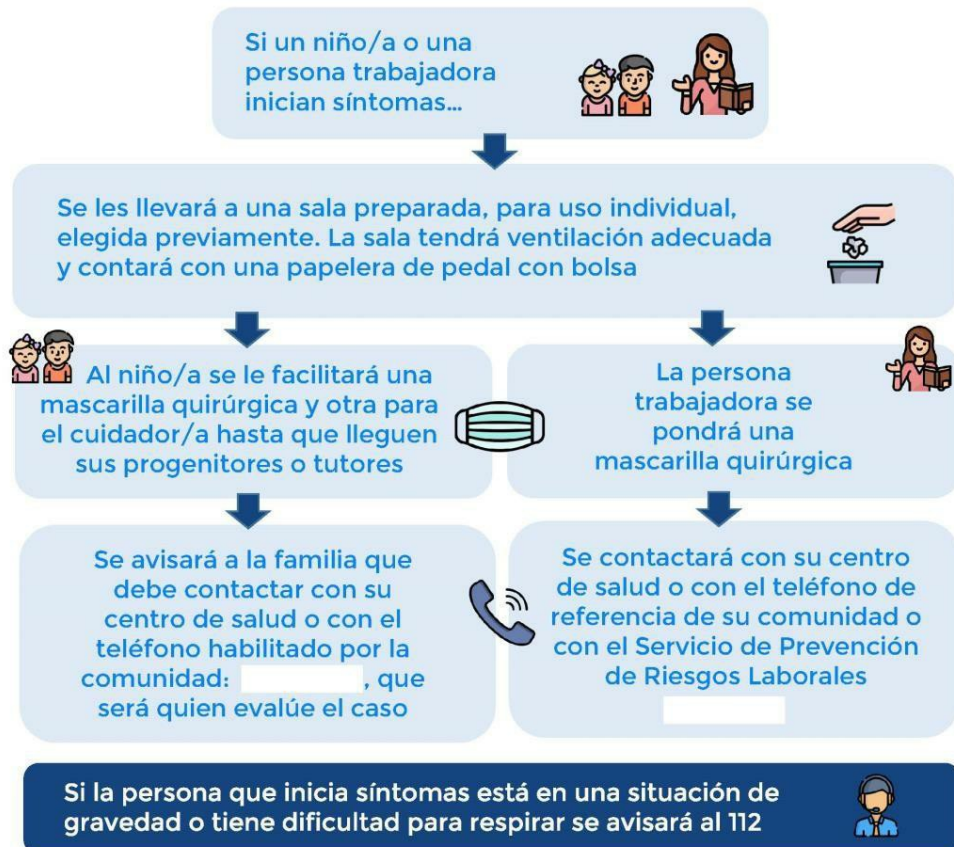 Si un niño/a o una
persona trabajadora
inician síntomas...
Se les llevará a una sala preparada, para uso individual,
elegida previamente. La sala tendrá ventilación adecuada
y contará con una papelera de pedal con bolsa
Al niño/a se le facilitará una
mascarilla quirúrgica y otra para
el cuidador/a hasta que lleguen
sus progenitores o tutores
La persona
trabajadora se
pondrá una
mascarilla quirúrgica
Se avisará a la familia que
debe contactar con su
centro de salud o con el
teléfono habilitado por la
comunidad: , que
será quien evalúe el caso
Se contactará con su centro
de salud o con el teléfono de
referencia de su comunidad o
con el Servicio de Prevención
de Riesgos Laborales
Si la persona que inicia síntomas está en una situación de
gravedad o tiene dificultad para respirar se avisará al 112